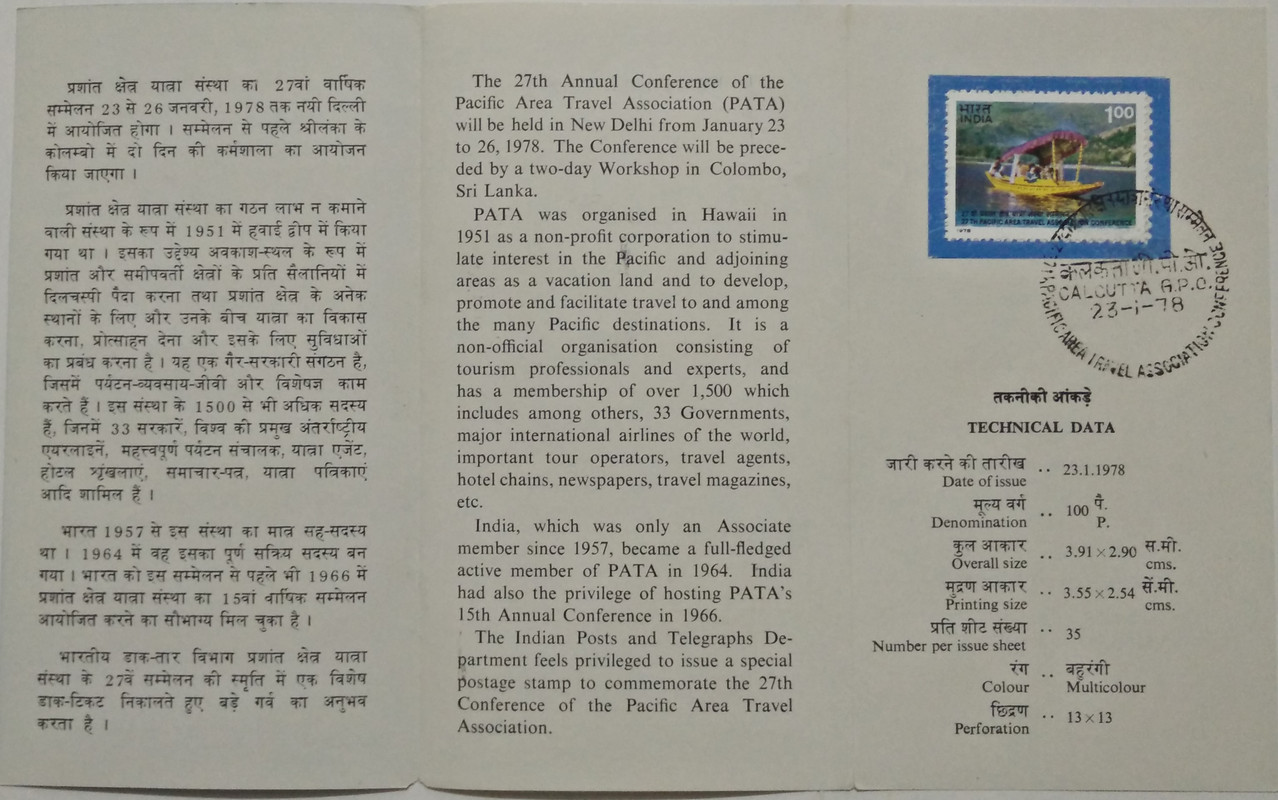 प्रशांत क्षेत्र यात्रा संस्था का 27वां वार्षिक
सम्मेलन 23 से 26 जनवरी, 1978 तक नयी दिल्ली
में आयोजित होगा । सम्मेलन से पहले श्रीलंका के
कोलम्बो में दो दिन की कर्मशाला का आयोजन
किया जाएगा ।
प्रशांत क्षेत्र यात्रा संस्था का गठन लाभ न कमाने
वाली संस्था के रूप में 1951 में हवाई द्वीप में किया
गया था । इसका उद्देश्य अवकाश-स्थल के रूप में
प्रशांत और समीपवर्ती क्षेत्रों के प्रति सैलानियों में
दिलचस्पी पैदा करना तथा प्रशांत क्षेत्र के अनेक
स्थानों के लिए और उनके बीच यात्रा का विकास
करना, प्रोत्साहन देना और इसके लिए सुविधाओं
का प्रबंध करना है । यह एक गैर-सरकारी संगठन है,
जिसमें पर्यटन-व्यवसाय-जीवी और विशेषज्ञ काम
करते हैं । इस संस्था के 1500 से भी अधिक सदस्य
हैं, जिनमें 33 सरकारें, विश्व की प्रमुख अंतर्राष्ट्रीय
एयरलाइनें, महत्त्वपूर्ण पर्यटन संचालक, यात्रा एजेंट,
होटल श्रृंखलाएं, समाचार-पत्र, यात्रा पत्रिकाएं
आदि शामिल हैं ।
भारत 1957 से इस संस्था का मात्र सह-सदस्य
था । 1964 में वह इसका पूर्ण सक्रिय सदस्य बन
गया । भारत को इस सम्मेलन से पहले भी 1966 में
प्रशांत क्षेत्र यात्रा संस्था का 15वां वार्षिक सम्मेलन
आयोजित करने का सौभाग्य मिल चुका है ।
भारतीय डाक-तार विभाग प्रशांत क्षेत्र यात्रा
संस्था के 27वें सम्मेलन की स्मृति में एक विशेष
डाक-टिकट निकालते हुए बड़े गर्व का अनुभव
करता है ।
The 27th Annual Conference of the
Pacific Area Travel Association (PATA)
will be held in New Delhi from January 23
to 26, 1978. The Conference will be prece-
ded by a two-day Workshop in Colombo,
Sri Lanka.
PATA was organised in Hawaii in
1951 as a non-profit corporation to stimu-
late interest in the Pacific and adjoining
areas as a vacation land and to develop,
promote and facilitate travel to and among
the many Pacific destinations. It is a
non-official organisation consisting of
tourism professionals and experts, and
has a membership of over 1,500 which
includes among others, 33 Governments,
major international airlines of the world,
important tour operators, travel agents,
hotel chains, newspapers, travel magazines,
etc.
India, which was only an Associate
member since 1957, became a full-fledged
active member of PATA in 1964. India
had also the privilege of hosting PATA's
15th Annual Conference in 1966.
The Indian Posts and Telegraphs De-
partment feels privileged to issue a special
postage stamp to commemorate the 27th
Conference of the Pacific Area Travel
Association.
भारत 1 00
INDIA
27TH PACIFIC AREA TRAVEL ASSOCIATION CONFERENCE
1978
कलकत्ता जी.पी.ओ.
CALCUTTA G.P.O.
23-1-78
PACIFIC AREA TRAVEL ASSOCIATION CONFERENCE
तकनीकी आंकड़े
TECHNICAL DATA
जारी करने की तारीख .. 23.1.1978
Date of issue
मूल्य वर्ग .. 100 पै.
Denomination P.
कुल आकार .. 3.91×2.90 स.मी.
Overall size cms.
मुद्रण आकार .. 3.55×2.54 सें.मी.
Printing size cms.
प्रति शीट संख्या .. 35
Number per issue sheet
रंग .. बहुरंगी
Colour Multicolour
छिद्रण .. 13×13
Perforation